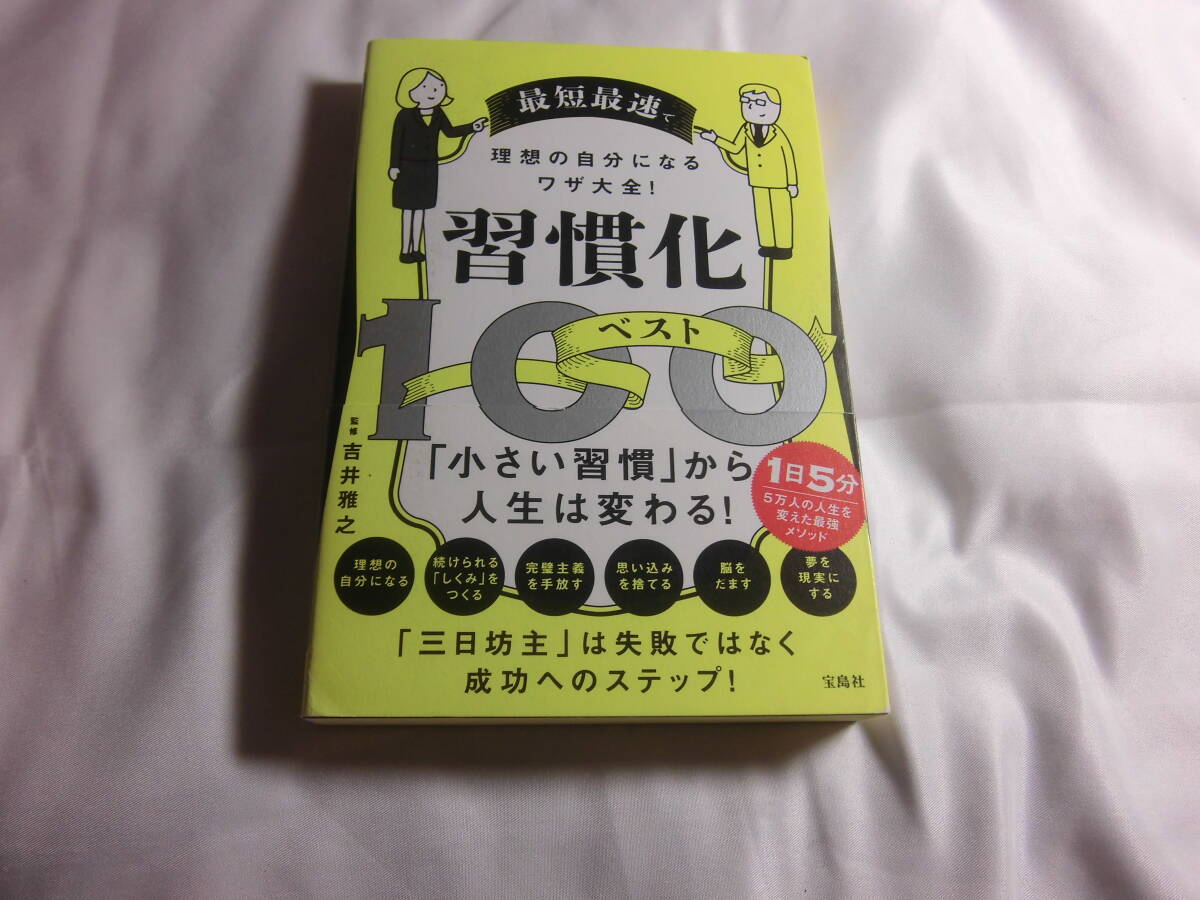 最短最速で
理想の自分になる
ワザ大全!
習慣化
ベスト
100
監修 吉井雅之
「小さい習慣」から
人生は変わる!
1日5分
5万人の人生を
変えた最強
メソッド
理想の
自分になる
続けられる
「しくみ」を
つくる
完璧主義
を手放す
思い込み
を捨てる
脳を
だます
夢を
現実に
する
「三日坊主」は失敗ではなく
成功へのステップ!
宝島社